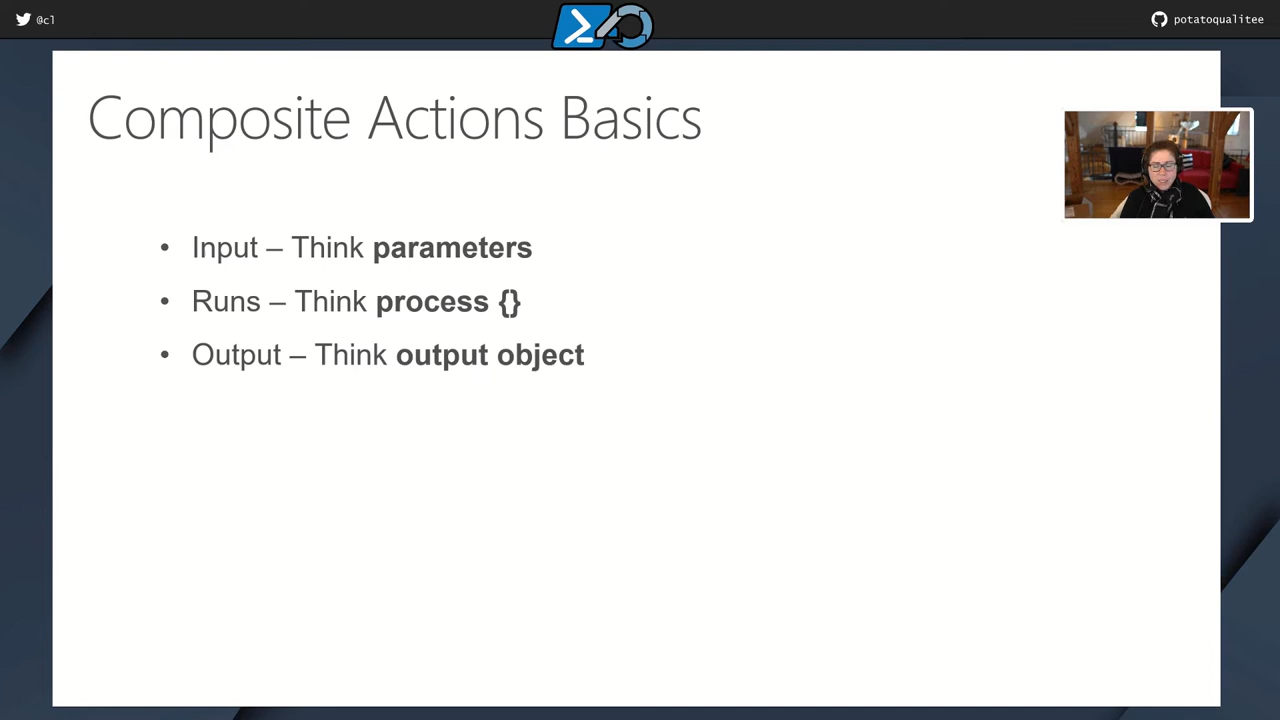 @cl
potatoqualitee
Composite Actions Basics
• Input – Think parameters
• Runs – Think process {}
• Output – Think output object